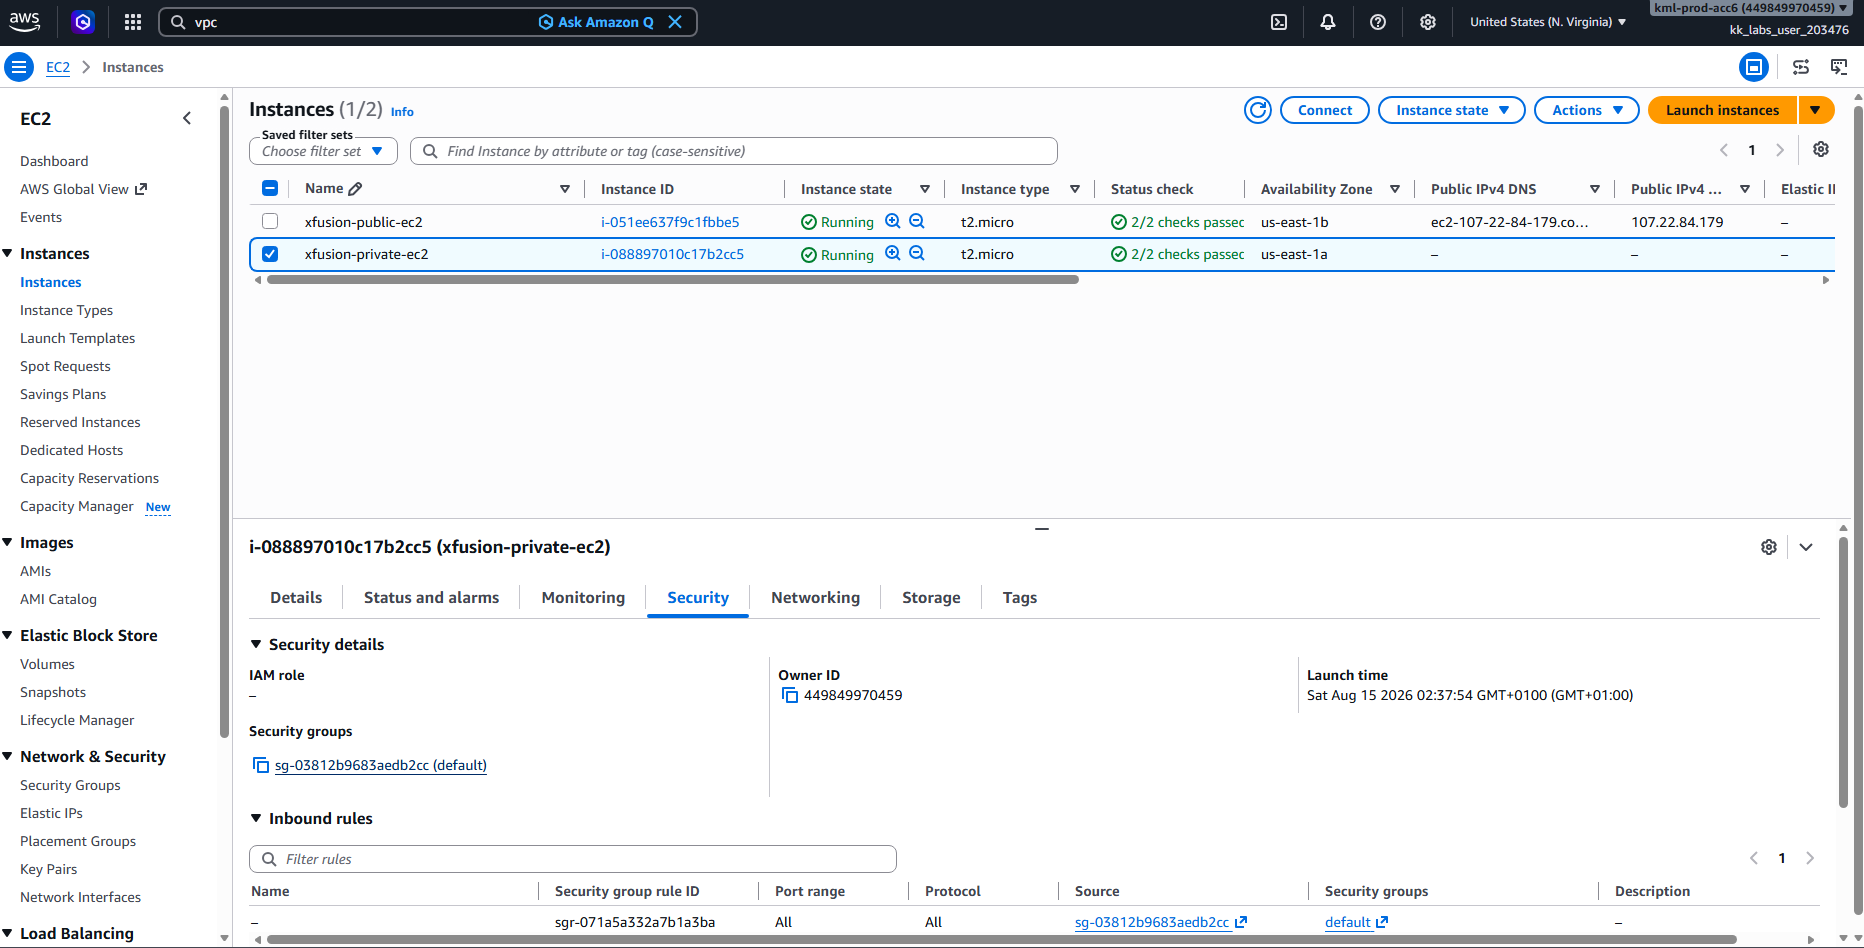 aws
vpc
Ask Amazon Q
United States (N. Virginia)
kml-prod-acc6 (449849970459)
kk_labs_user_203476
EC2
Instances
EC2
Dashboard
AWS Global View
Events
Instances
Instances
Instance Types
Launch Templates
Spot Requests
Savings Plans
Reserved Instances
Dedicated Hosts
Capacity Reservations
Capacity Manager New
Images
AMIs
AMI Catalog
Elastic Block Store
Volumes
Snapshots
Lifecycle Manager
Network & Security
Security Groups
Elastic IPs
Placement Groups
Key Pairs
Network Interfaces
Load Balancing
Instances (1/2) Info
Connect
Instance state
Actions
Launch instances
Saved filter sets
Choose filter set
Find Instance by attribute or tag (case-sensitive)
1
Name Instance ID Instance state Instance type Status check Availability Zone Public IPv4 DNS Public IPv4 ... Elastic II
xfusion-public-ec2 i-051ee637f9c1fbbe5 Running t2.micro 2/2 checks passec us-east-1b ec2-107-22-84-179.co... 107.22.84.179 –
xfusion-private-ec2 i-088897010c17b2cc5 Running t2.micro 2/2 checks passec us-east-1a – – –
i-088897010c17b2cc5 (xfusion-private-ec2)
Details Status and alarms Monitoring Security Networking Storage Tags
Security details
IAM role
–
Owner ID
449849970459
Launch time
Sat Aug 15 2026 02:37:54 GMT+0100 (GMT+01:00)
Security groups
sg-03812b9683aedb2cc (default)
Inbound rules
Filter rules
1
Name Security group rule ID Port range Protocol Source Security groups Description
– sgr-071a5a332a7b1a3ba All All sg-03812b9683aedb2cc default –